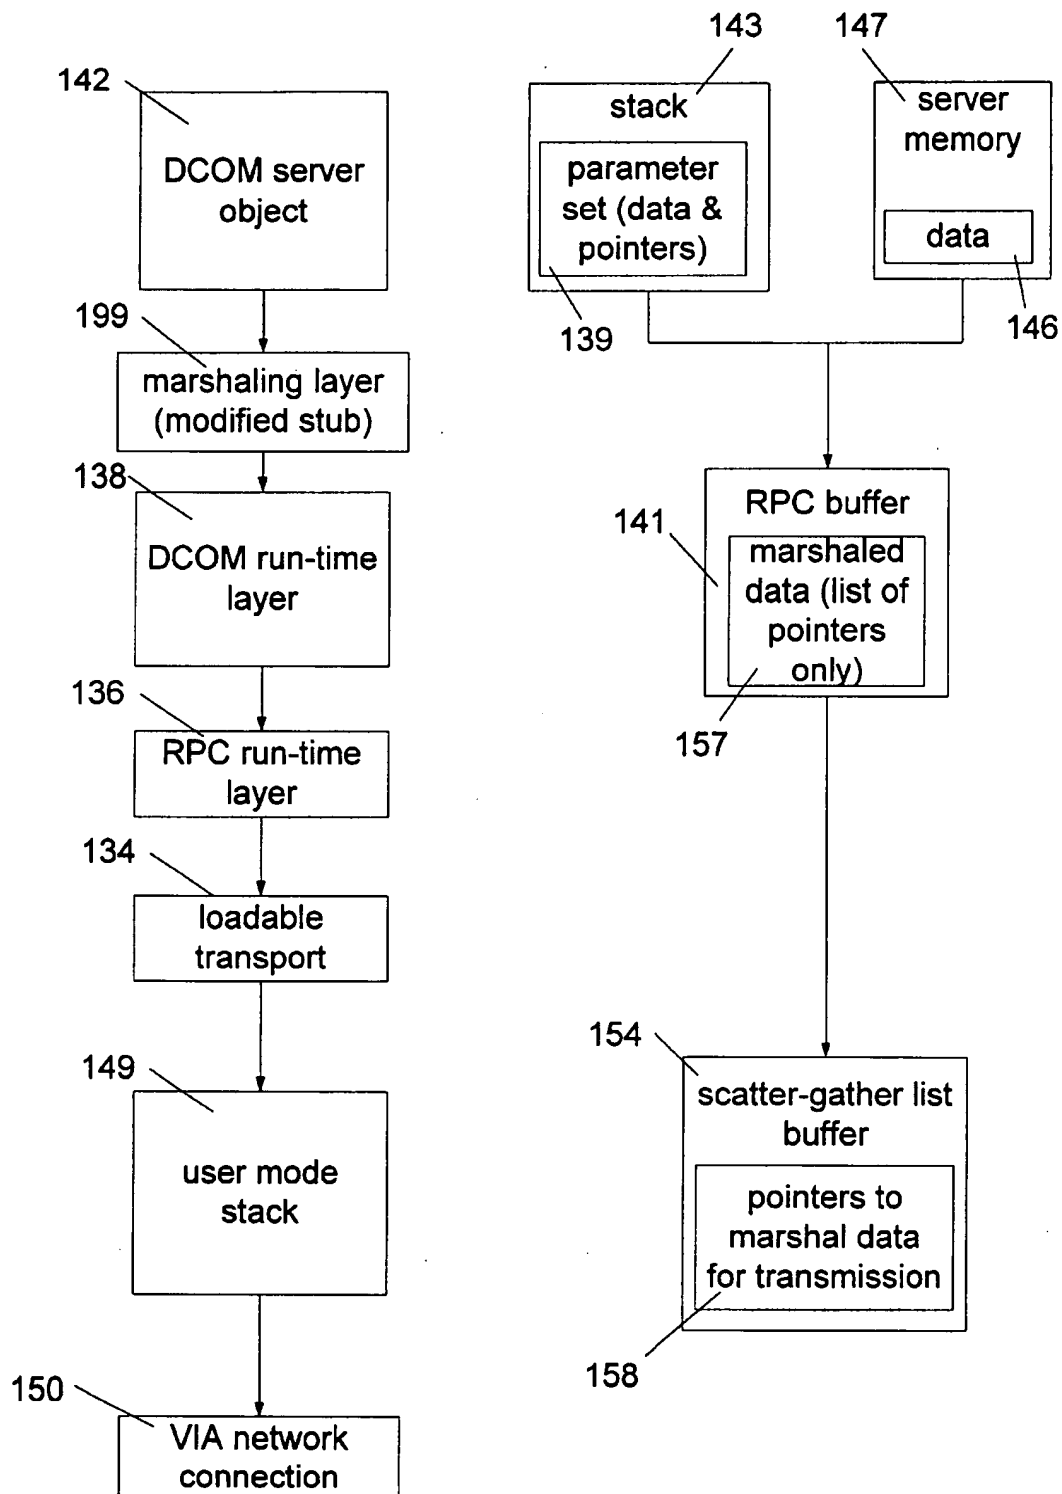 143
147
142
stack
server
memory
DCOM server
object
parameter
set (data &
pointers)
data
199
139
146
marshaling layer
(modified stub)
138
RPC buffer
141
marshaled
data (list of
pointers
only)
DCOM run-time
layer
136
157
RPC run-time
layer
134
loadable
transport
154
149
scatter-gather list
buffer
user mode
stack
pointers to
marshal data
for transmission
158
150
VIA network
connection